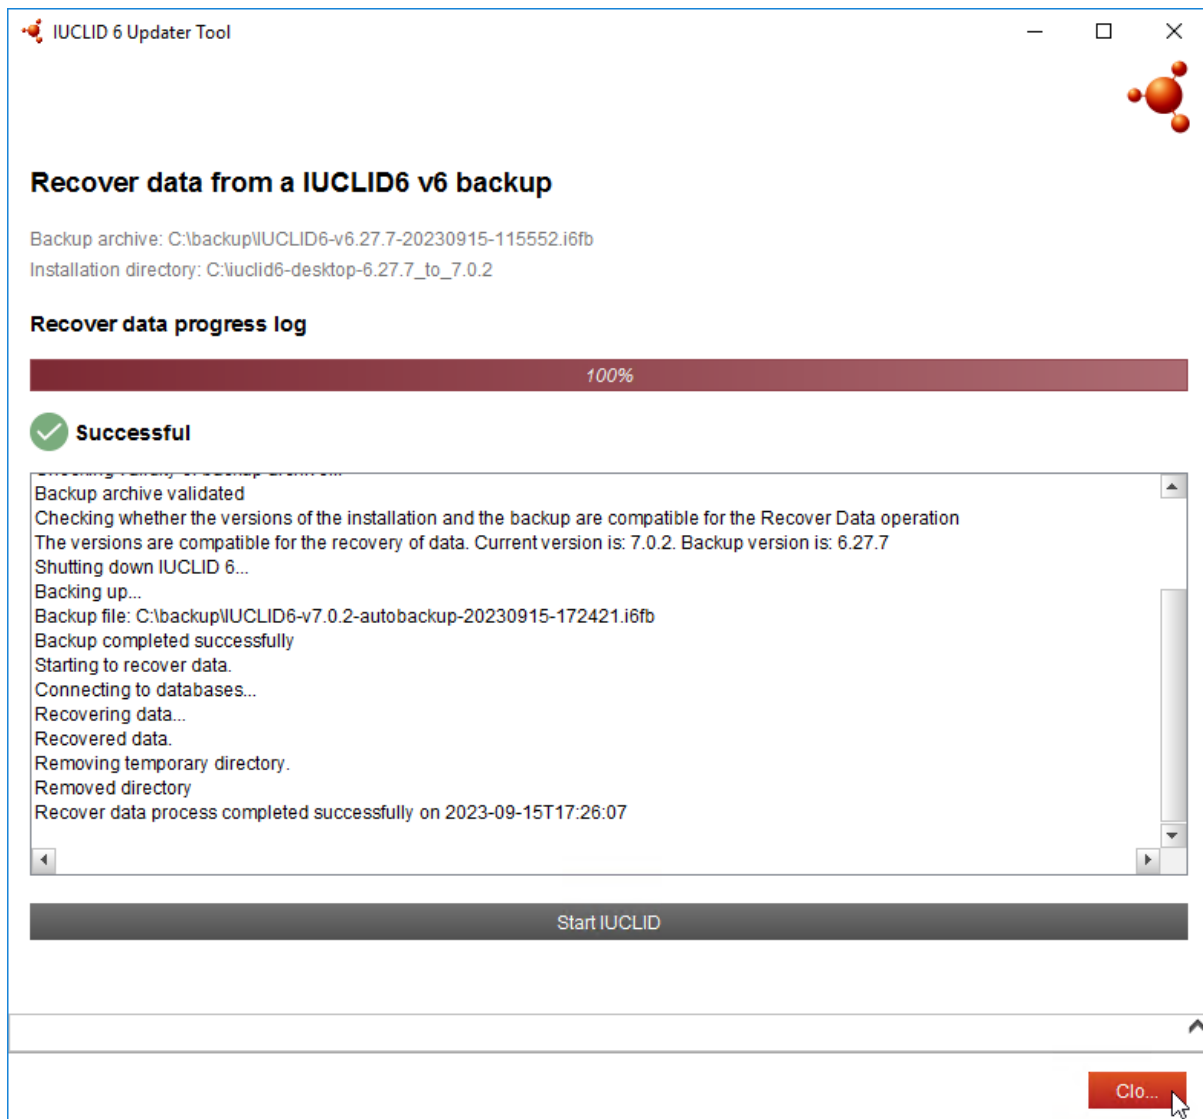 IUCLID 6 Updater Tool
Recover data from a IUCLID6 v6 backup
Backup archive: C:\backup\IUCLID6-v6.27.7-20230915-115552.i6fb
Installation directory: C:\iuclid6-desktop-6.27.7_to_7.0.2
Recover data progress log
100%
Successful
Checking validity of backup archive...
Backup archive validated
Checking whether the versions of the installation and the backup are compatible for the Recover Data operation
The versions are compatible for the recovery of data. Current version is: 7.0.2. Backup version is: 6.27.7
Shutting down IUCLID 6...
Backing up...
Backup file: C:\backup\IUCLID6-v7.0.2-autobackup-20230915-172421.i6fb
Backup completed successfully
Starting to recover data.
Connecting to databases...
Recovering data...
Recovered data.
Removing temporary directory.
Removed directory
Recover data process completed successfully on 2023-09-15T17:26:07
Start IUCLID
Clo...